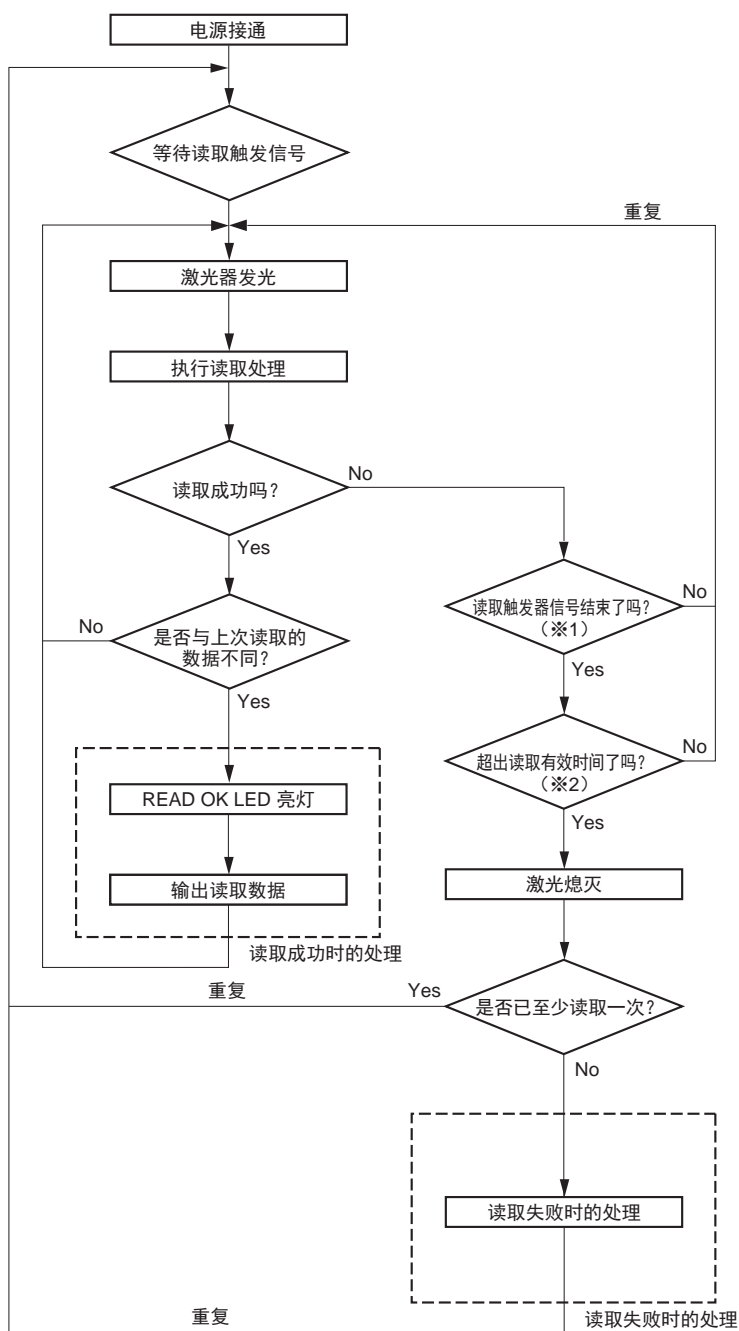 电源接通
等待读取触发信号
重复
激光器发光
执行读取处理
No
读取成功吗?
Yes
No
读取触发器信号结束了吗?
（※1）
No
是否与上次读取的
数据不同?
Yes
Yes
No
超出读取有效时间了吗?
（※2）
READ OK LED 亮灯
Yes
输出读取数据
激光熄灭
读取成功时的处理
重复
Yes
是否已至少读取一次?
No
读取失败时的处理
重复
读取失败时的处理